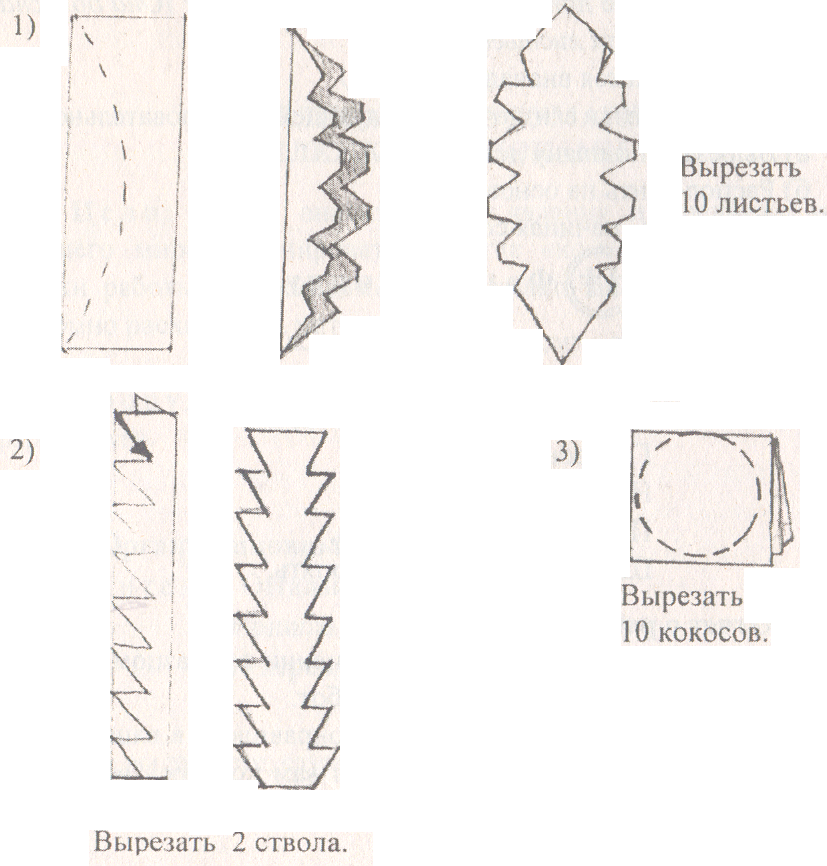 1)
Вырезать
10 листьев.
2)
3)
Вырезать
10 кокосов.
Вырезать 2 ствола.